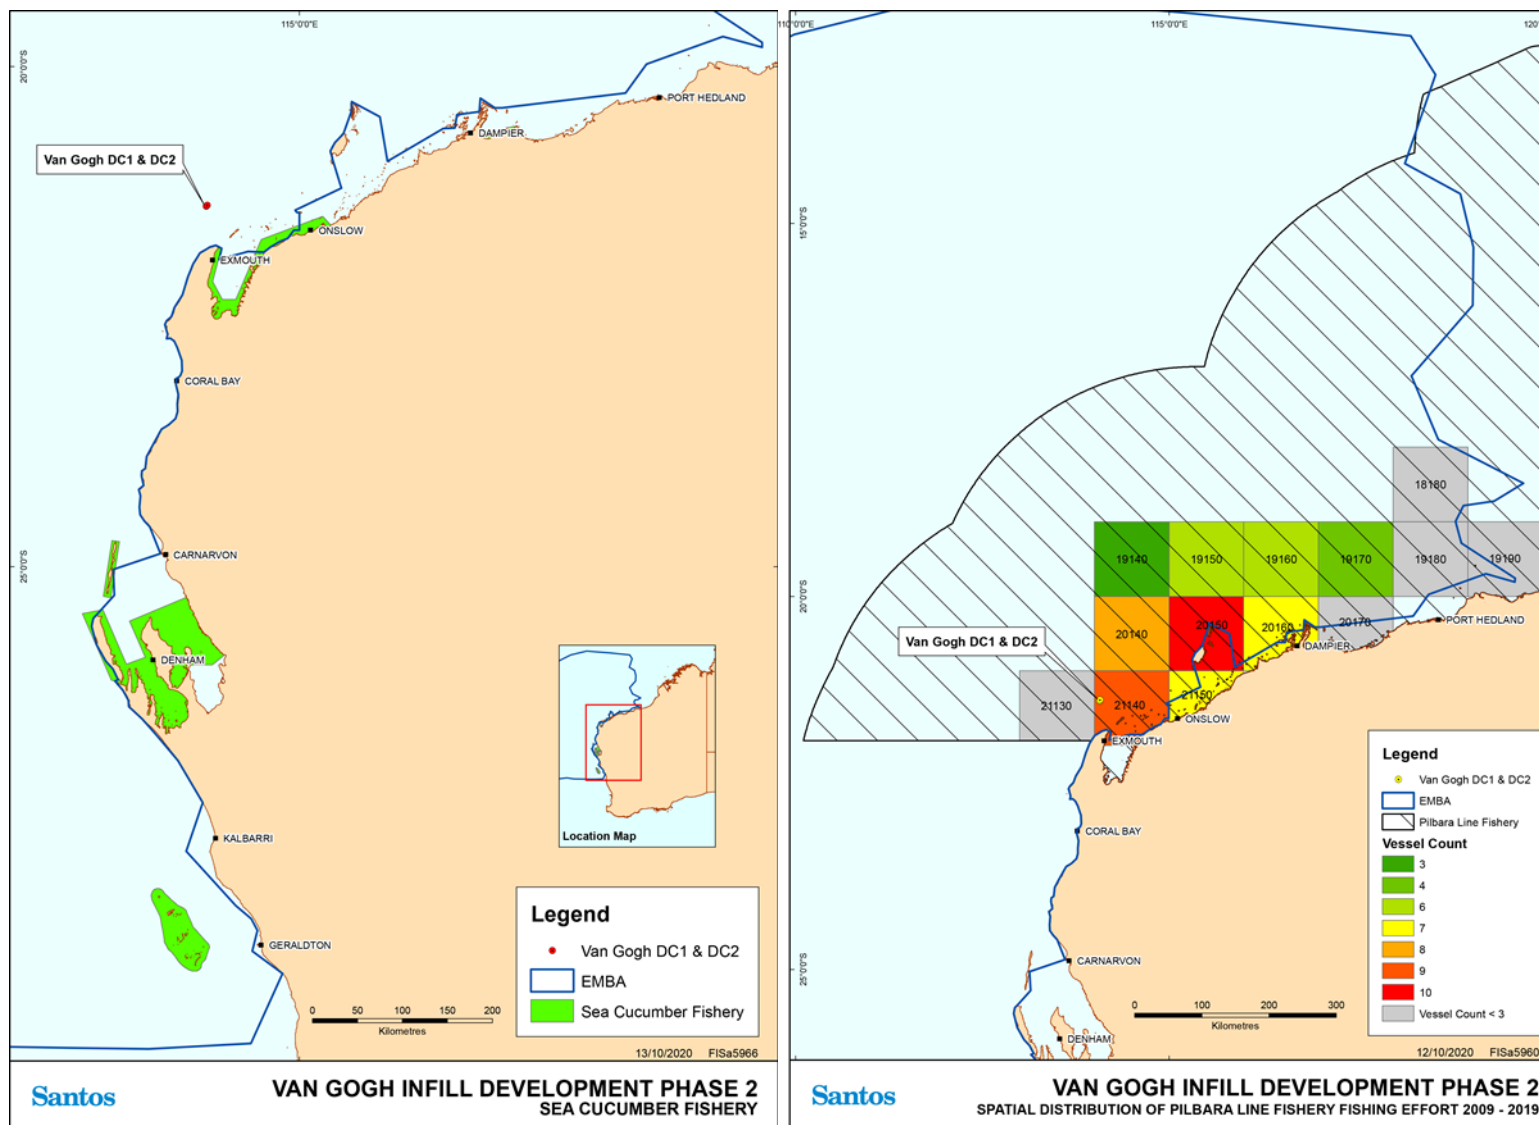 115°0'0"E
20°0'0"S
PORT HEDLAND
DAMPIER
Van Gogh DC1 & DC2
ONSLOW
EXMOUTH
CORAL BAY
25°0'0"S
CARNARVON
DENHAM
KALBARRI
GERALDTON
Location Map
Legend
Van Gogh DC1 & DC2
EMBA
Sea Cucumber Fishery
0 50 100 150 200
Kilometres
13/10/2020 FISa5966
Santos
VAN GOGH INFILL DEVELOPMENT PHASE 2
SEA CUCUMBER FISHERY
110°0'0"E
115°0'0"E
120°
15°0'0"S
18180
19140
19150
19160
19170
19180
19190
20°0'0"S
20140
20150
20160
20170
PORT HEDLAND
Van Gogh DC1 & DC2
DAMPIER
21130
21140
21150
ONSLOW
EXMOUTH
CORAL BAY
CARNARVON
25°0'0"S
DENHAM
0 100 200 300
Kilometres
Legend
Van Gogh DC1 & DC2
EMBA
Pilbara Line Fishery
Vessel Count
3
4
6
7
8
9
10
Vessel Count < 3
12/10/2020 FISa5960
Santos
VAN GOGH INFILL DEVELOPMENT PHASE 2
SPATIAL DISTRIBUTION OF PILBARA LINE FISHERY FISHING EFFORT 2009 - 2019